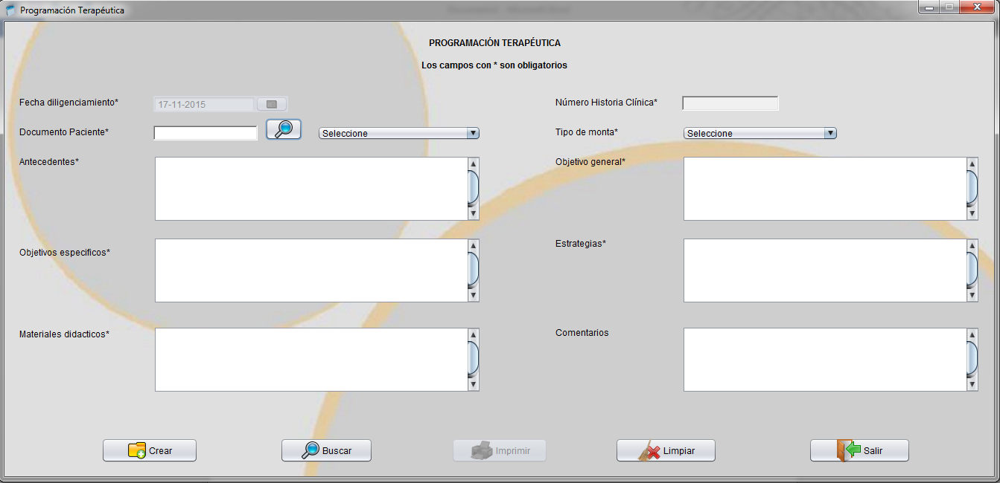 Programación Terapéutica
PROGRAMACIÓN TERAPÉUTICA
Los campos con * son obligatorios
Fecha diligenciamiento* 17-11-2015 Número Historia Clínica*
Documento Paciente* Seleccione Tipo de monta* Seleccione
Antecedentes* Objetivo general*
Objetivos especificos* Estrategias*
Materiales didacticos* Comentarios
Crear Buscar Imprimir Limpiar Salir